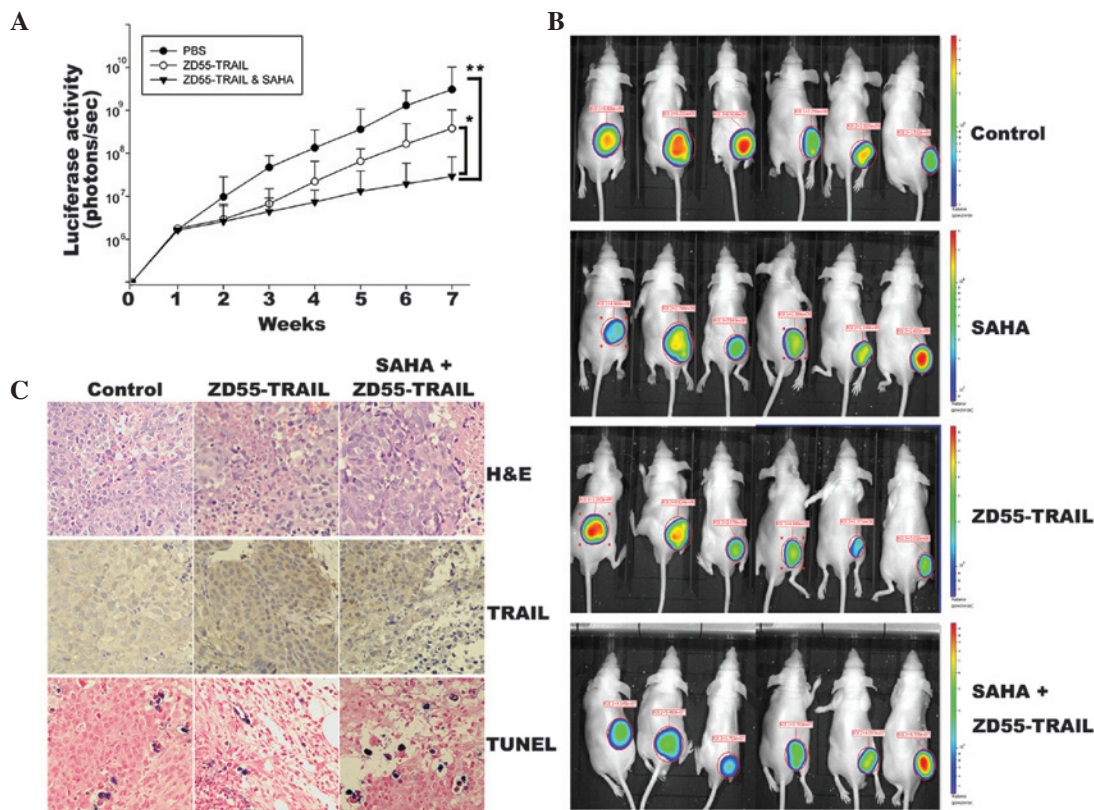 A
PBS
ZD55-TRAIL
ZD55-TRAIL & SAHA
Luciferase activity
(photons/sec)
10^10
10^9
10^8
10^7
10^6
**
*
0 1 2 3 4 5 6 7
Weeks
B
Control
SAHA
ZD55-TRAIL
SAHA +
ZD55-TRAIL
C
Control
ZD55-TRAIL
SAHA +
ZD55-TRAIL
H&E
TRAIL
TUNEL